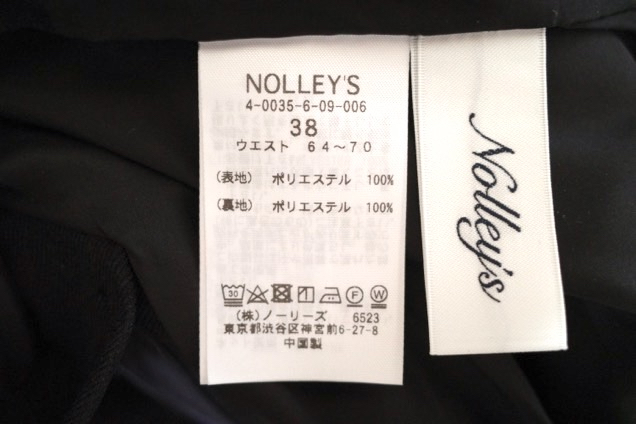 NOLLEY'S
4-0035-6-09-006
38
ウエスト 64～70
(表地) ポリエステル 100%
(裏地) ポリエステル 100%
30
F
W
(株)ノーリーズ 6523
東京都渋谷区神宮前6-27-8
中国製
Nolley's